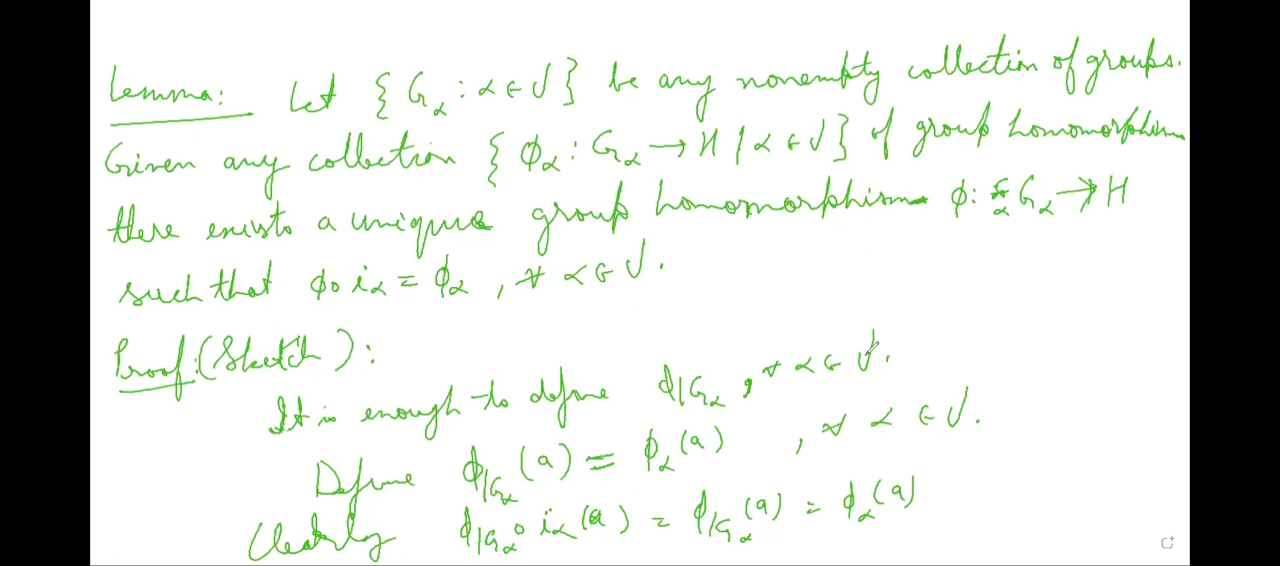 Lemma: Let { G_α : α ∈ J } be any nonempty collection of groups.
Given any collection { ϕ_α : G_α → H / α ∈ J } of group homomorphism
there exists a unique group homomorphism ϕ: *_α G_α → H
such that ϕ∘i_α = ϕ_α , ∀ α ∈ J.
Proof:(Sketch):
It is enough to define ϕ|G_α , ∀ α ∈ J.
Define ϕ|G_α (a) = ϕ_α (a) , ∀ α ∈ J.
Clearly ϕ|G_α ∘ i_α (a) = ϕ|G_α (a) = ϕ_α (a)